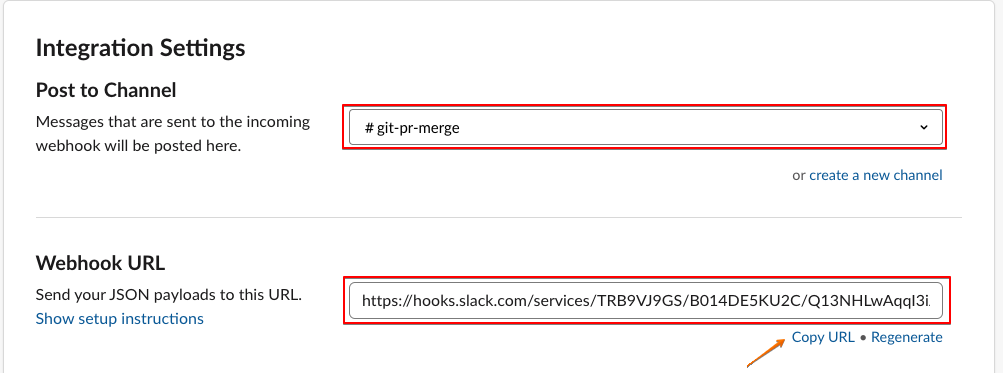 Integration Settings
Post to Channel
Messages that are sent to the incoming
webhook will be posted here.
# git-pr-merge
or create a new channel
Webhook URL
Send your JSON payloads to this URL.
Show setup instructions
https://hooks.slack.com/services/TRB9VJ9GS/B014DE5KU2C/Q13NHLwAqqI3i
Copy URL • Regenerate